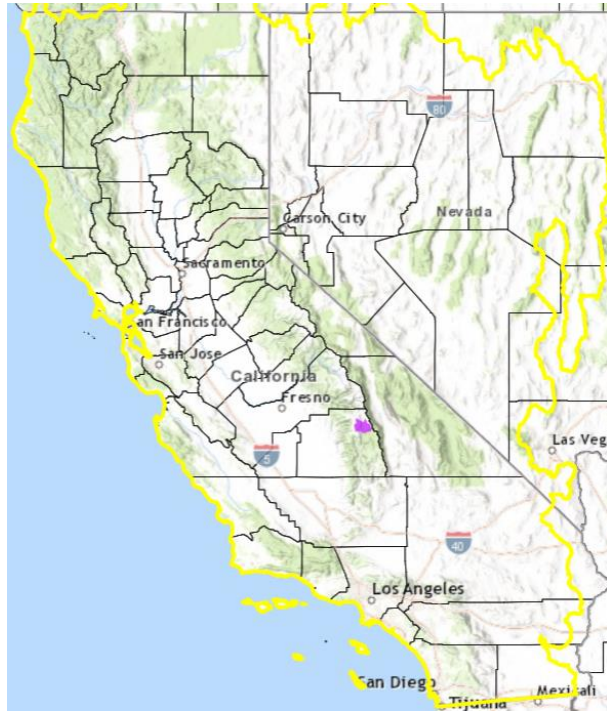 80
Carson City
Nevada
Sacramento
San Francisco
San Jose
California
Fresno
5
Las Veg
40
Los Angeles
San Diego
Tijuana
Mexicali